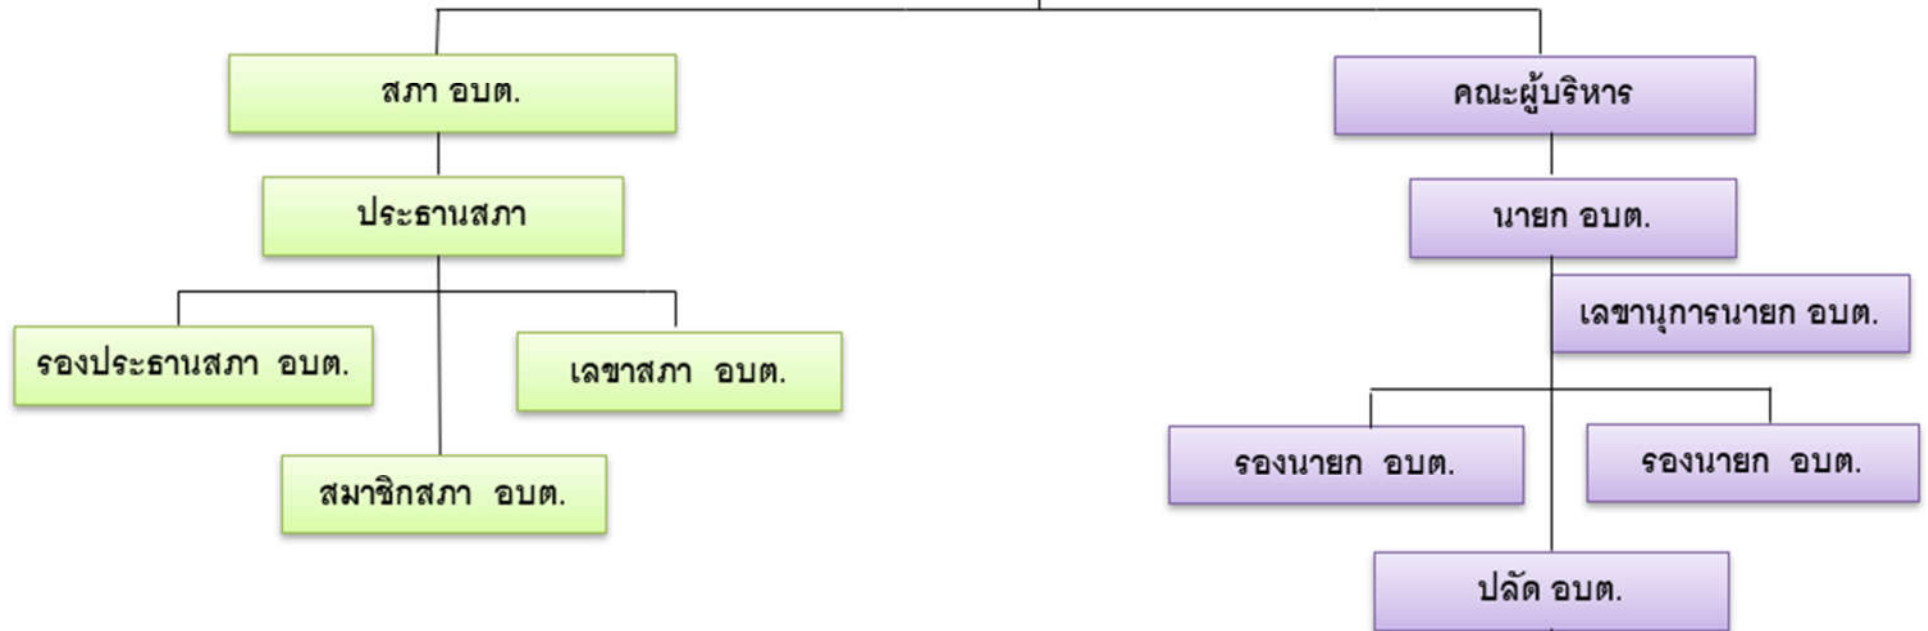 สภา อบต.
คณะผู้บริหาร
ประธานสภา
นายก อบต.
เลขานุการนายก อบต.
รองประธานสภา อบต.
เลขาสภา อบต.
รองนายก อบต.
รองนายก อบต.
สมาชิกสภา อบต.
ปลัด อบต.